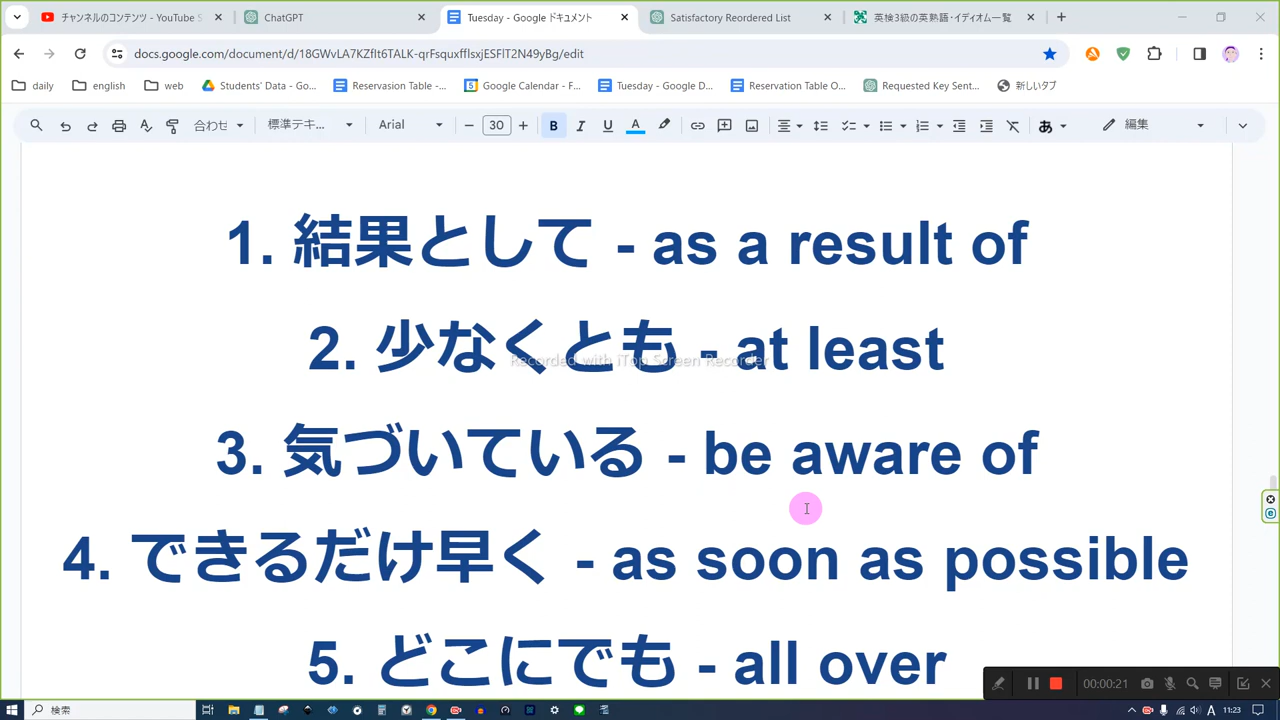 チャンネルのコンテンツ - YouTube S
ChatGPT
Tuesday - Google ドキュメント
Satisfactory Reordered List
英検3級の英熟語・イディオム一覧
docs.google.com/document/d/18GWvLA7KZflt6TALK-qrFsquxfflsxjESFlT2N49yBg/edit
daily
english
web
Students' Data - Go...
Reservasion Table -...
Google Calendar - F...
Tuesday - Google D...
Reservation Table O...
Requested Key Sent...
新しいタブ
合わせ
標準テキ...
Arial
30
B
I
U
A
あ
編集
1. 結果として - as a result of
2. 少なくとも - at least
Recorded with iTop Screen Recorder
3. 気づいている - be aware of
4. できるだけ早く - as soon as possible
5. どこにでも - all over
00:00:21
検索
A
11:23